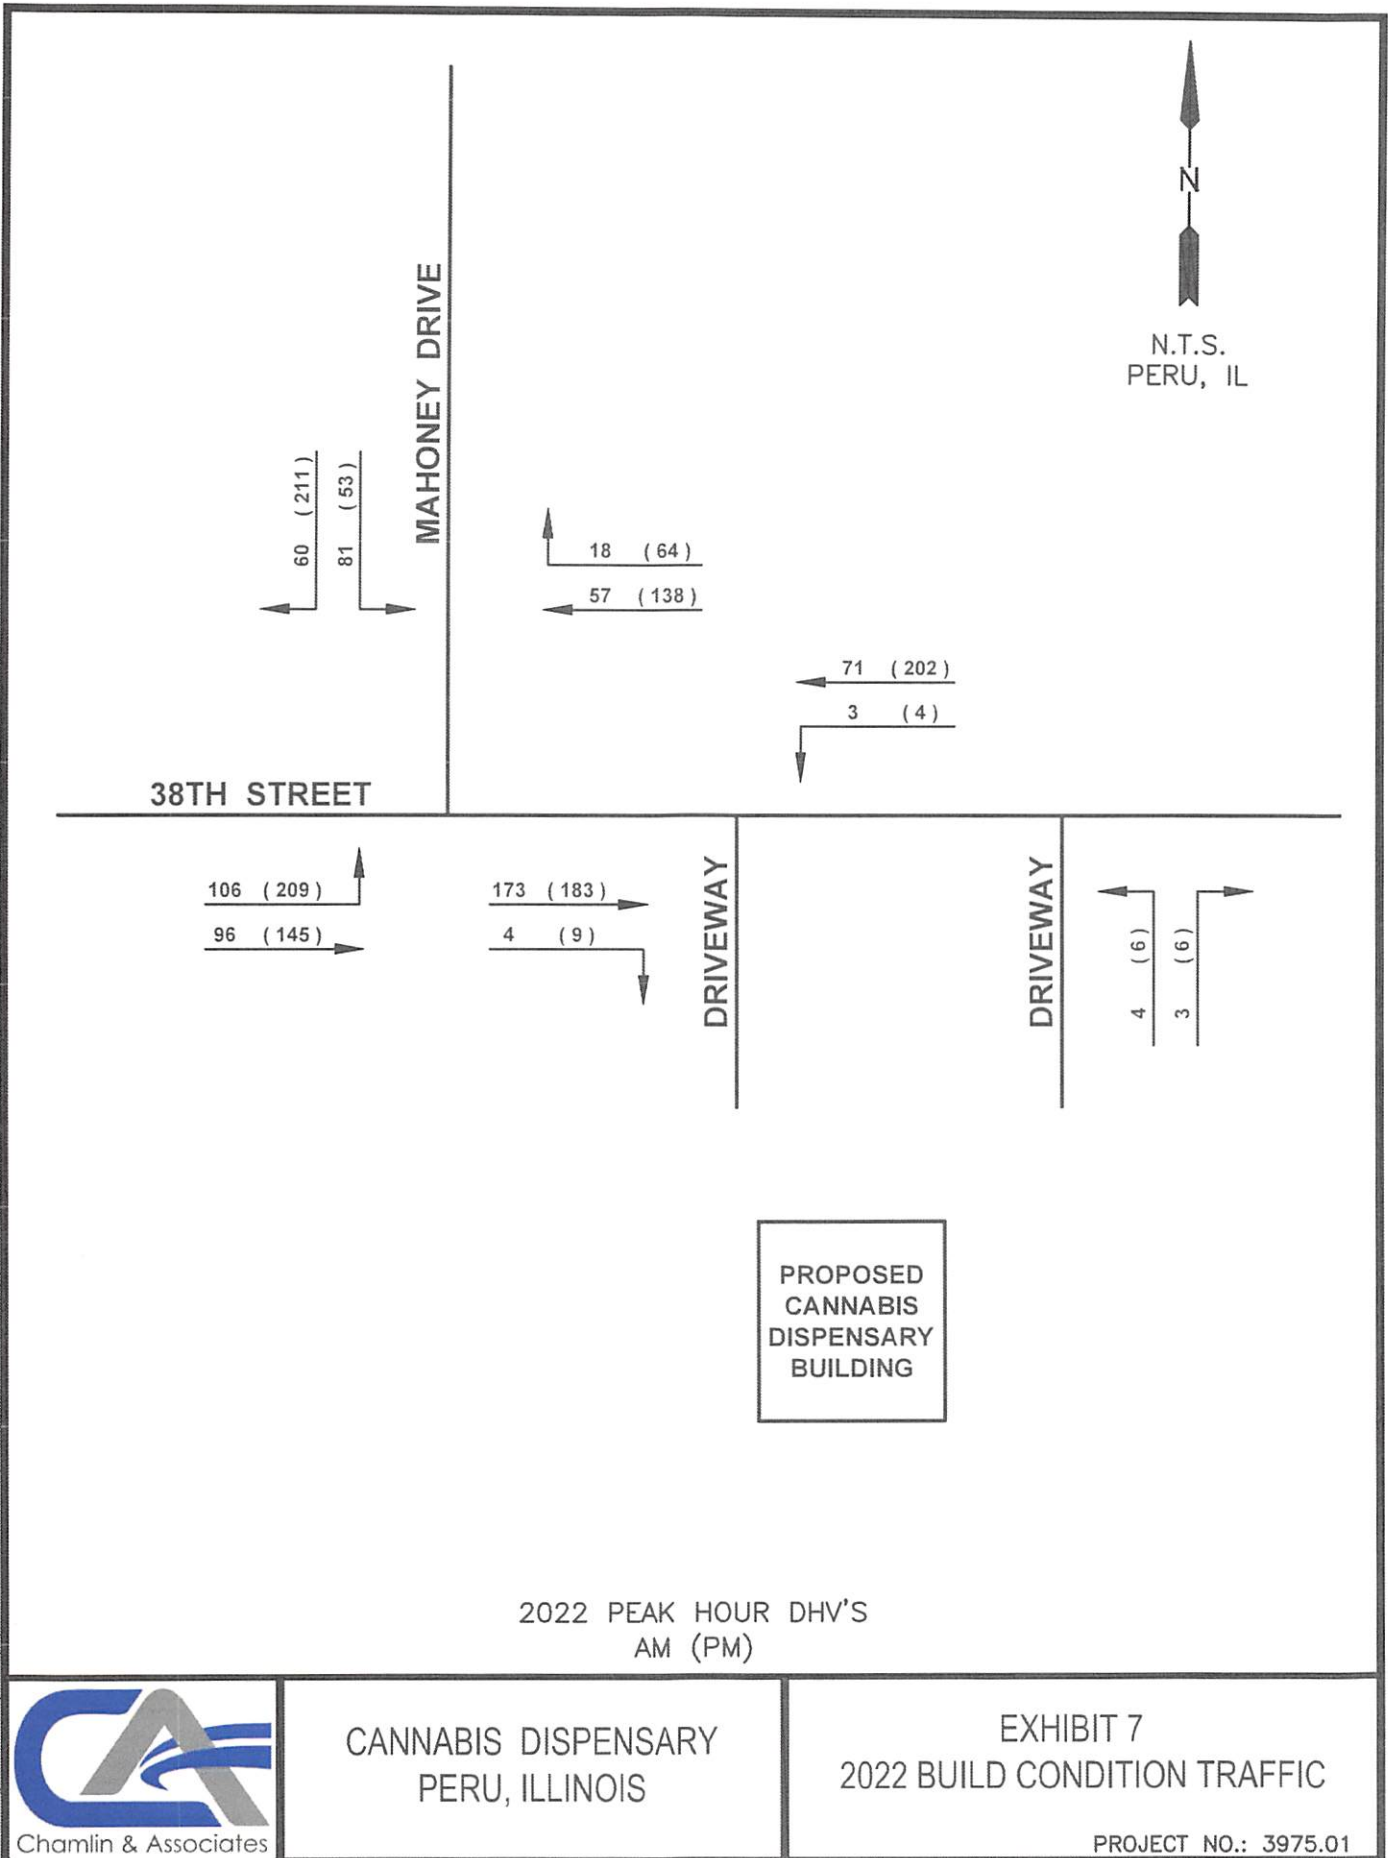 N
N.T.S.
PERU, IL
MAHONEY DRIVE
60 (211)
81 (53)
18 (64)
57 (138)
71 (202)
3 (4)
38TH STREET
106 (209)
96 (145)
173 (183)
4 (9)
DRIVEWAY
DRIVEWAY
4 (6)
3 (6)
PROPOSED
CANNABIS
DISPENSARY
BUILDING
2022 PEAK HOUR DHV'S
AM (PM)
CA
Chamlin & Associates
CANNABIS DISPENSARY
PERU, ILLINOIS
EXHIBIT 7
2022 BUILD CONDITION TRAFFIC
PROJECT NO.: 3975.01